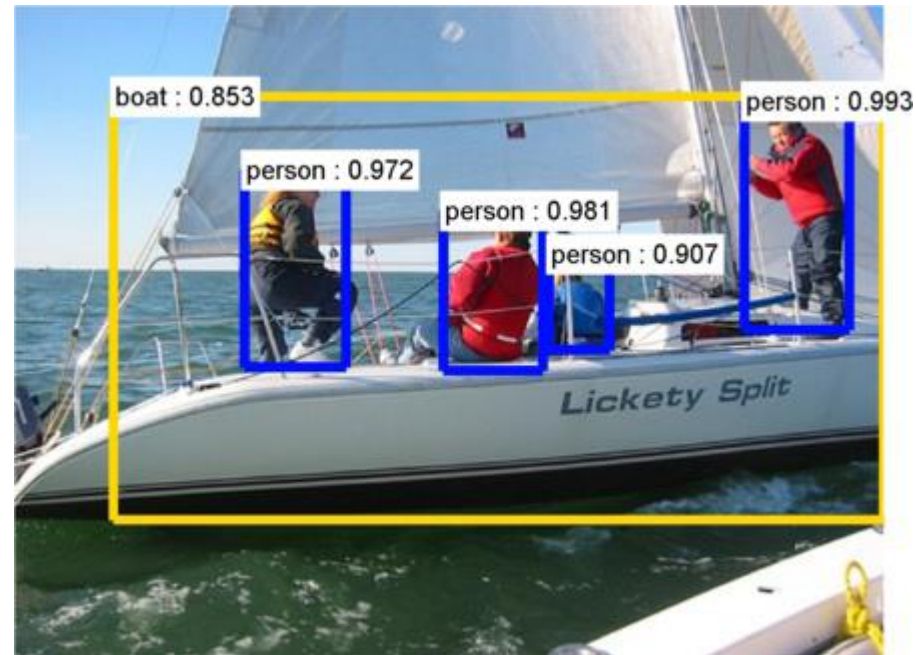 boat : 0.853
person : 0.993
person : 0.972
person : 0.981
person : 0.907
Lickety Split